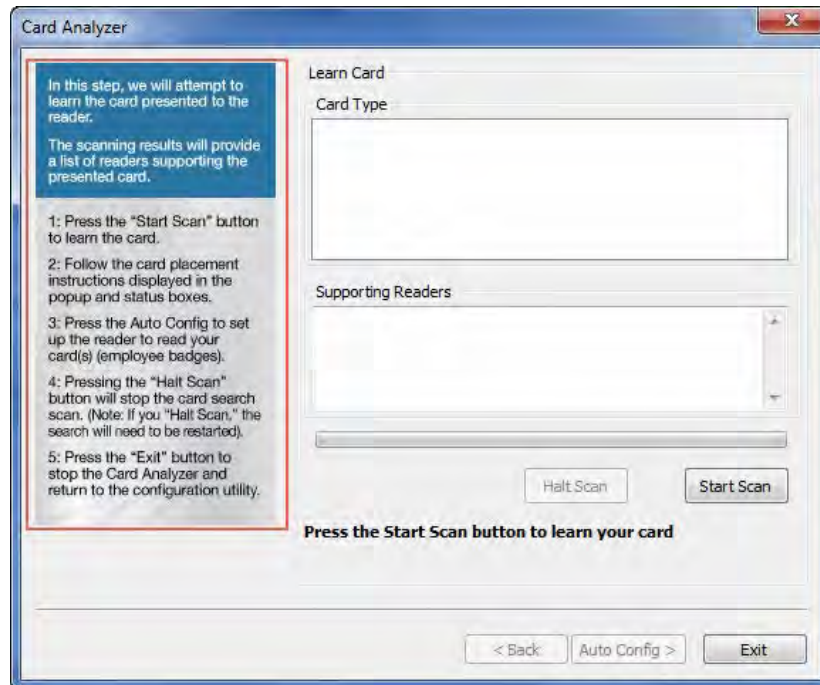 Card Analyzer
In this step, we will attempt to
learn the card presented to the
reader.
The scanning results will provide
a list of readers supporting the
presented card.
1: Press the “Start Scan” button
to learn the card.
2: Follow the card placement
instructions displayed in the
popup and status boxes.
3: Press the Auto Config to set
up the reader to read your
card(s) (employee badges).
4: Pressing the “Halt Scan”
button will stop the card search
scan. (Note: If you “Halt Scan,” the
search will need to be restarted).
5: Press the “Exit” button to
stop the Card Analyzer and
return to the configuration utility.
Learn Card
Card Type
Supporting Readers
Halt Scan
Start Scan
Press the Start Scan button to learn your card
< Back
Auto Config >
Exit